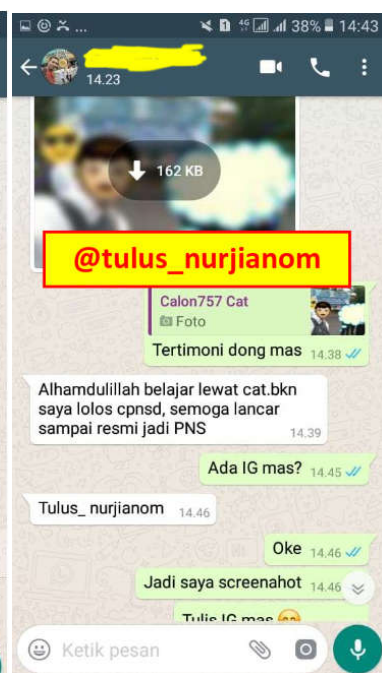 38% 14:43
14.23
162 KB
@tulus_nurjianom
Calon757 Cat
Foto
Tertimoni dong mas 14.38
Alhamdulillah belajar lewat cat.bkn
saya lolos cpnsd, semoga lancar
sampai resmi jadi PNS 14.39
Ada IG mas? 14.45
Tulus_ nurjianom 14.46
Oke 14.46
Jadi saya screenahot 14.46
Tulis IG mas
Ketik pesan